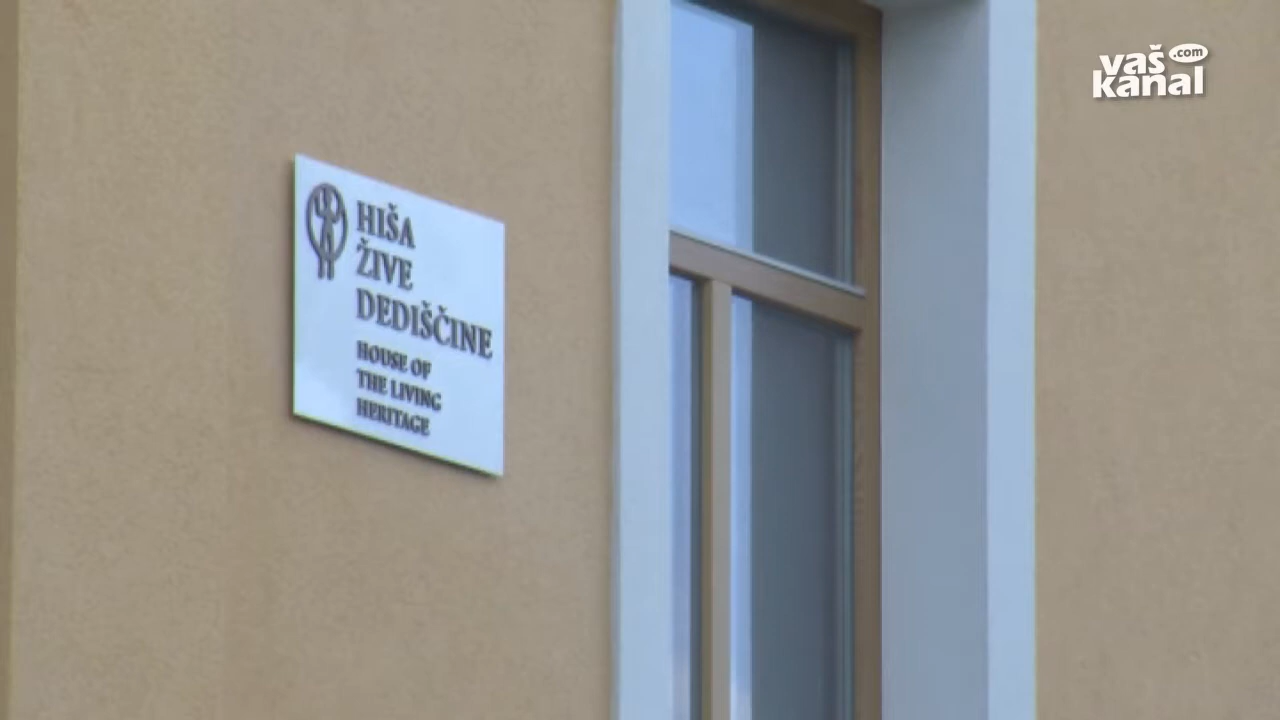 HIŠA
ŽIVE
DEDIŠČINE
HOUSE OF
THE LIVING
HERITAGE
vaš .com
kanal